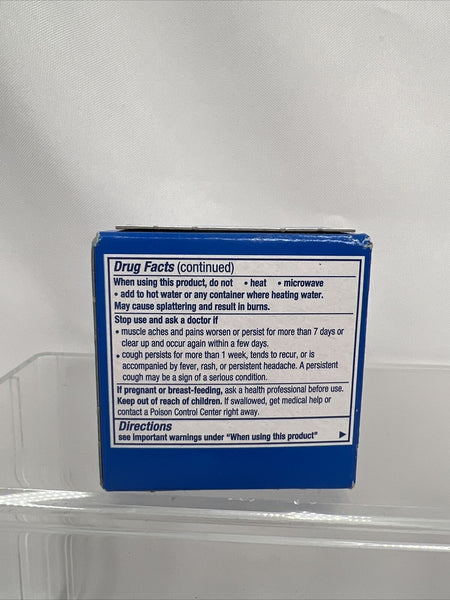 Drug Facts (continued)
When using this product, do not • heat • microwave
• add to hot water or any container where heating water.
May cause splattering and result in burns.
Stop use and ask a doctor if
• muscle aches and pains worsen or persist for more than 7 days or
clear up and occur again within a few days.
• cough persists for more than 1 week, tends to recur, or is
accompanied by fever, rash, or persistent headache. A persistent
cough may be a sign of a serious condition.
If pregnant or breast-feeding, ask a health professional before use.
Keep out of reach of children. If swallowed, get medical help or
contact a Poison Control Center right away.
Directions
see important warnings under “When using this product”